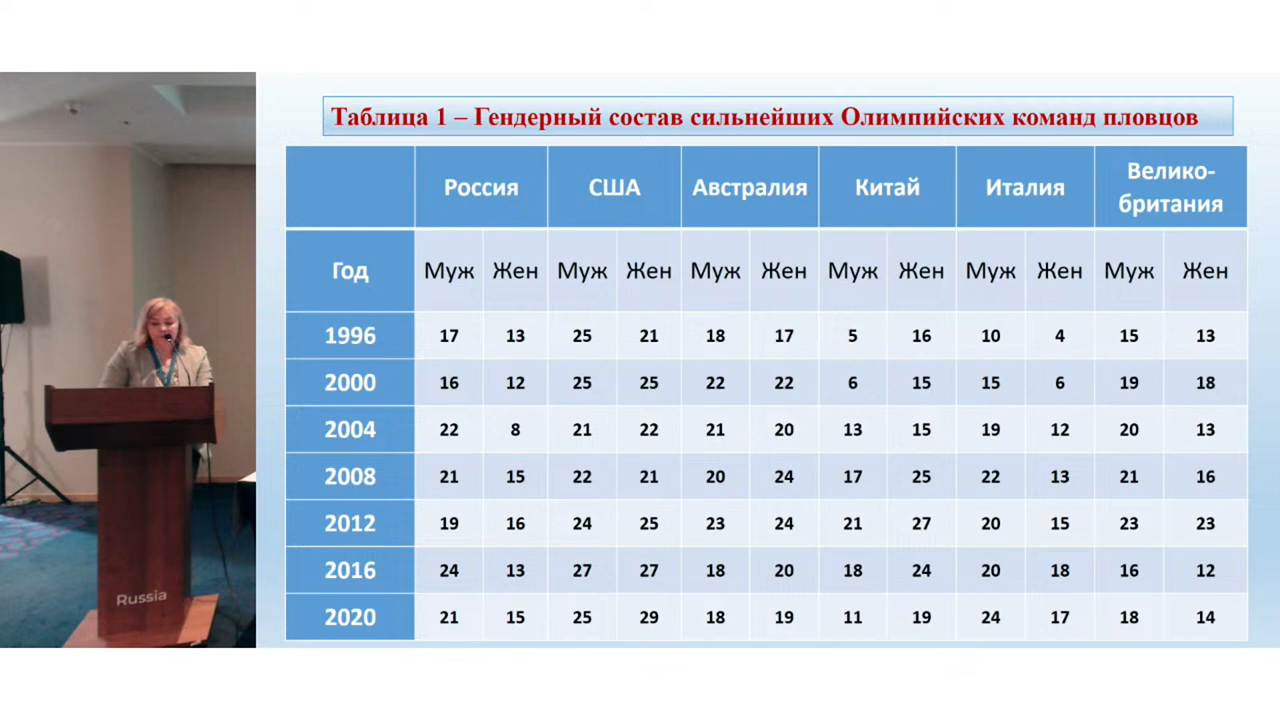 Таблица 1 – Гендерный состав сильнейших Олимпийских команд пловцов
Россия США Австралия Китай Италия Велико-
британия
Год Муж Жен Муж Жен Муж Жен Муж Жен Муж Жен Муж Жен
1996 17 13 25 21 18 17 5 16 10 4 15 13
2000 16 12 25 25 22 22 6 15 15 6 19 18
2004 22 8 21 22 21 20 13 15 19 12 20 13
2008 21 15 22 21 20 24 17 25 22 13 21 16
2012 19 16 24 25 23 24 21 27 20 15 23 23
2016 24 13 27 27 18 20 18 24 20 18 16 12
2020 21 15 25 29 18 19 11 19 24 17 18 14
Russia